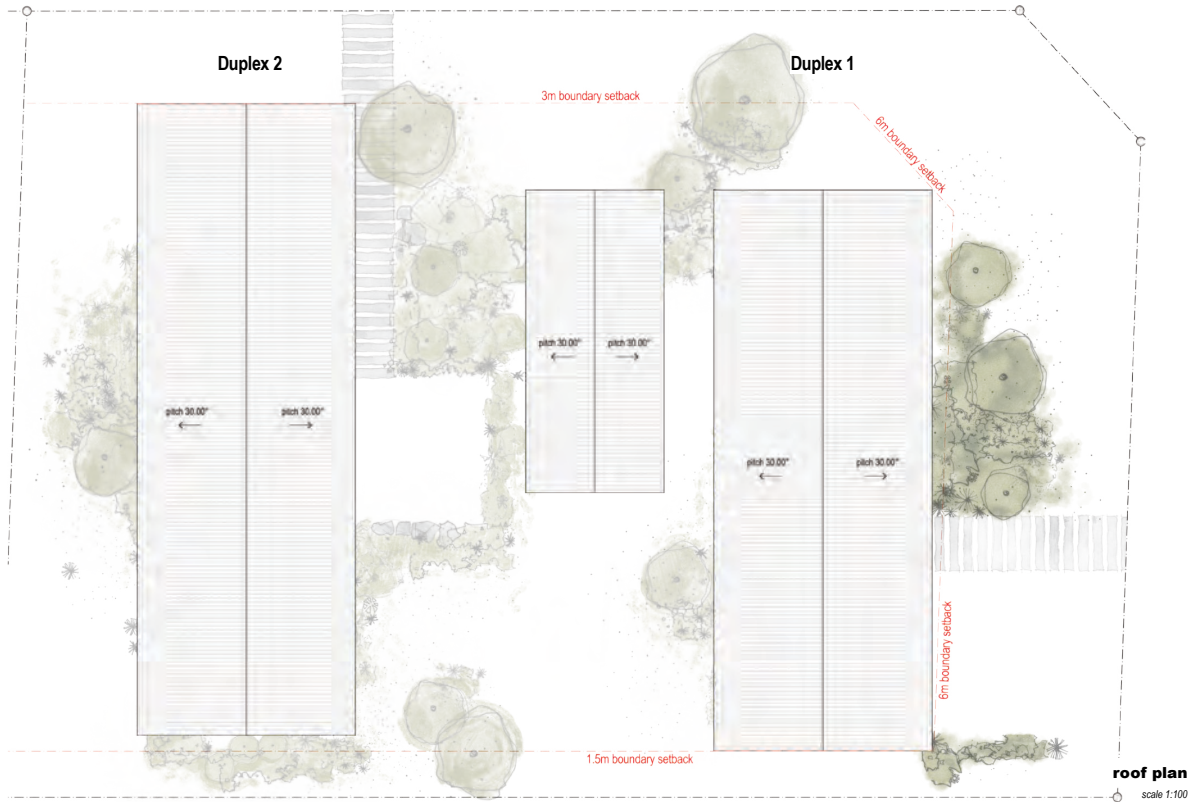 Duplex 2
Duplex 1
3m boundary setback
6m boundary setback
pitch 30.00°
pitch 30.00°
pitch 30.00°
pitch 30.00°
pitch 30.00°
pitch 30.00°
6m boundary setback
1.5m boundary setback
roof plan
scale 1:100